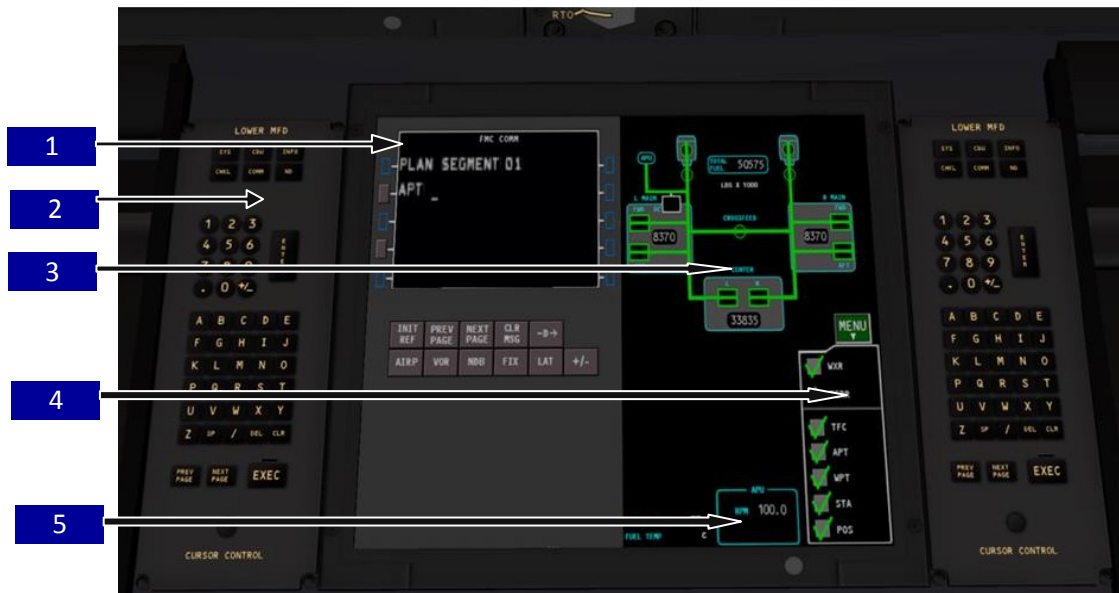 RTO
1
2
3
4
5
LOWER MFD
SYS CDU INFO
CHKL COMM ND
1 2 3
4 5 6
7 8 9
. 0 +/-
ENTER
A B C D E
F G H I J
K L M N O
P Q R S T
U V W X Y
Z SP / DEL CLR
PREV PAGE
NEXT PAGE
EXEC
CURSOR CONTROL
FMC COMM
PLAN SEGMENT 01
APT _
INIT REF
PREV PAGE
NEXT PAGE
CLR MSG
-D→
AIRP VOR NDB FIX LAT +/-
APU
TOTAL FUEL 50575
LBS X 1000
L MAIN
R MAIN
FWD
FWD
CROSSFEED
8370
8370
AFT
CENTER
L R
33835
MENU
WXR
TFC
APT
WPT
STA
POS
APU
RPM 100.0
FUEL TEMP
C
LOWER MFD
SYS CDU INFO
CHKL COMM ND
1 2 3
4 5 6
7 8 9
. 0 +/-
ENTER
A B C D E
F G H I J
K L M N O
P Q R S T
U V W X Y
Z SP / DEL CLR
PREV PAGE
NEXT PAGE
EXEC
CURSOR CONTROL